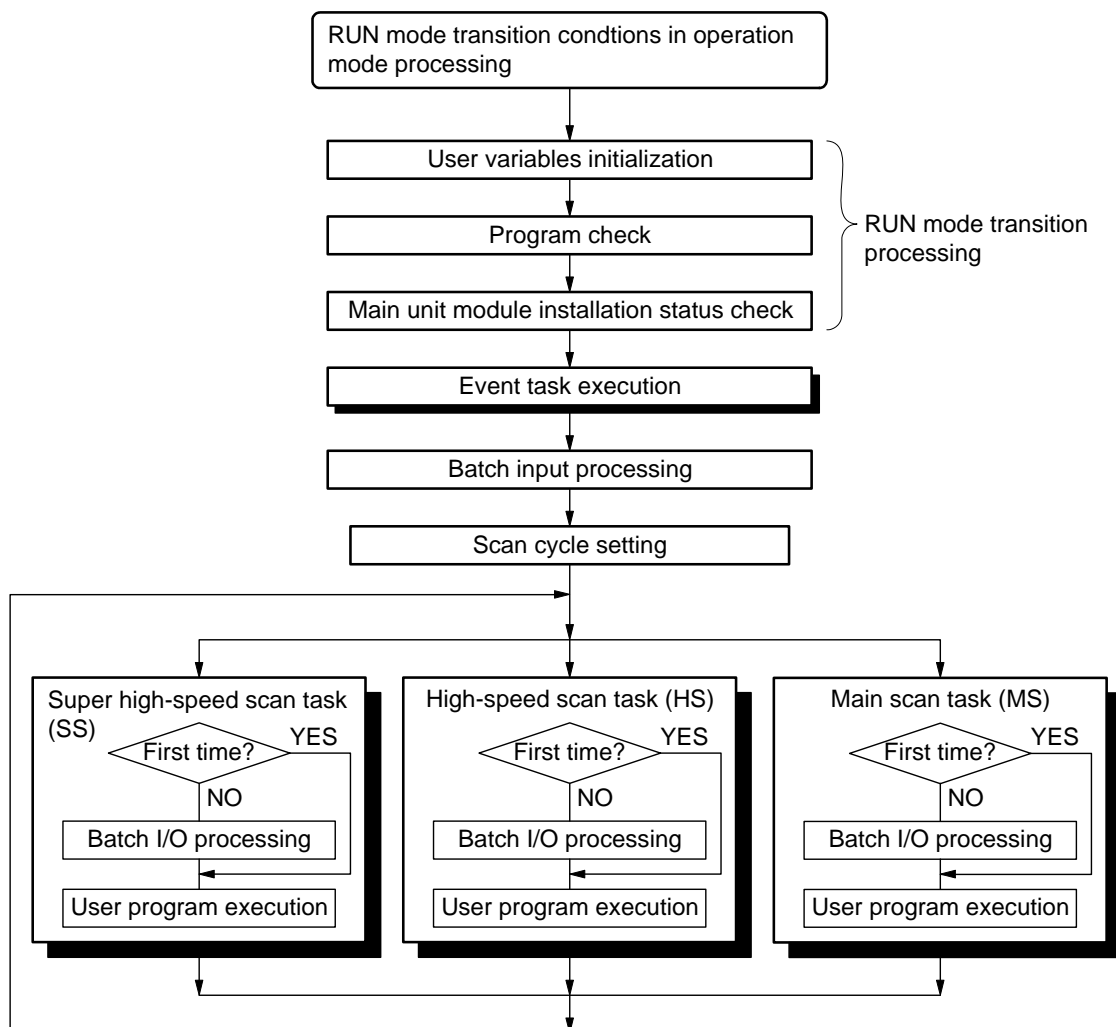 RUN mode transition condtions in operation
mode processing
User variables initialization
Program check
RUN mode transition
processing
Main unit module installation status check
Event task execution
Batch input processing
Scan cycle setting
Super high-speed scan task
(SS)
First time?
YES
NO
Batch I/O processing
User program execution
High-speed scan task (HS)
First time?
YES
NO
Batch I/O processing
User program execution
Main scan task (MS)
First time?
YES
NO
Batch I/O processing
User program execution